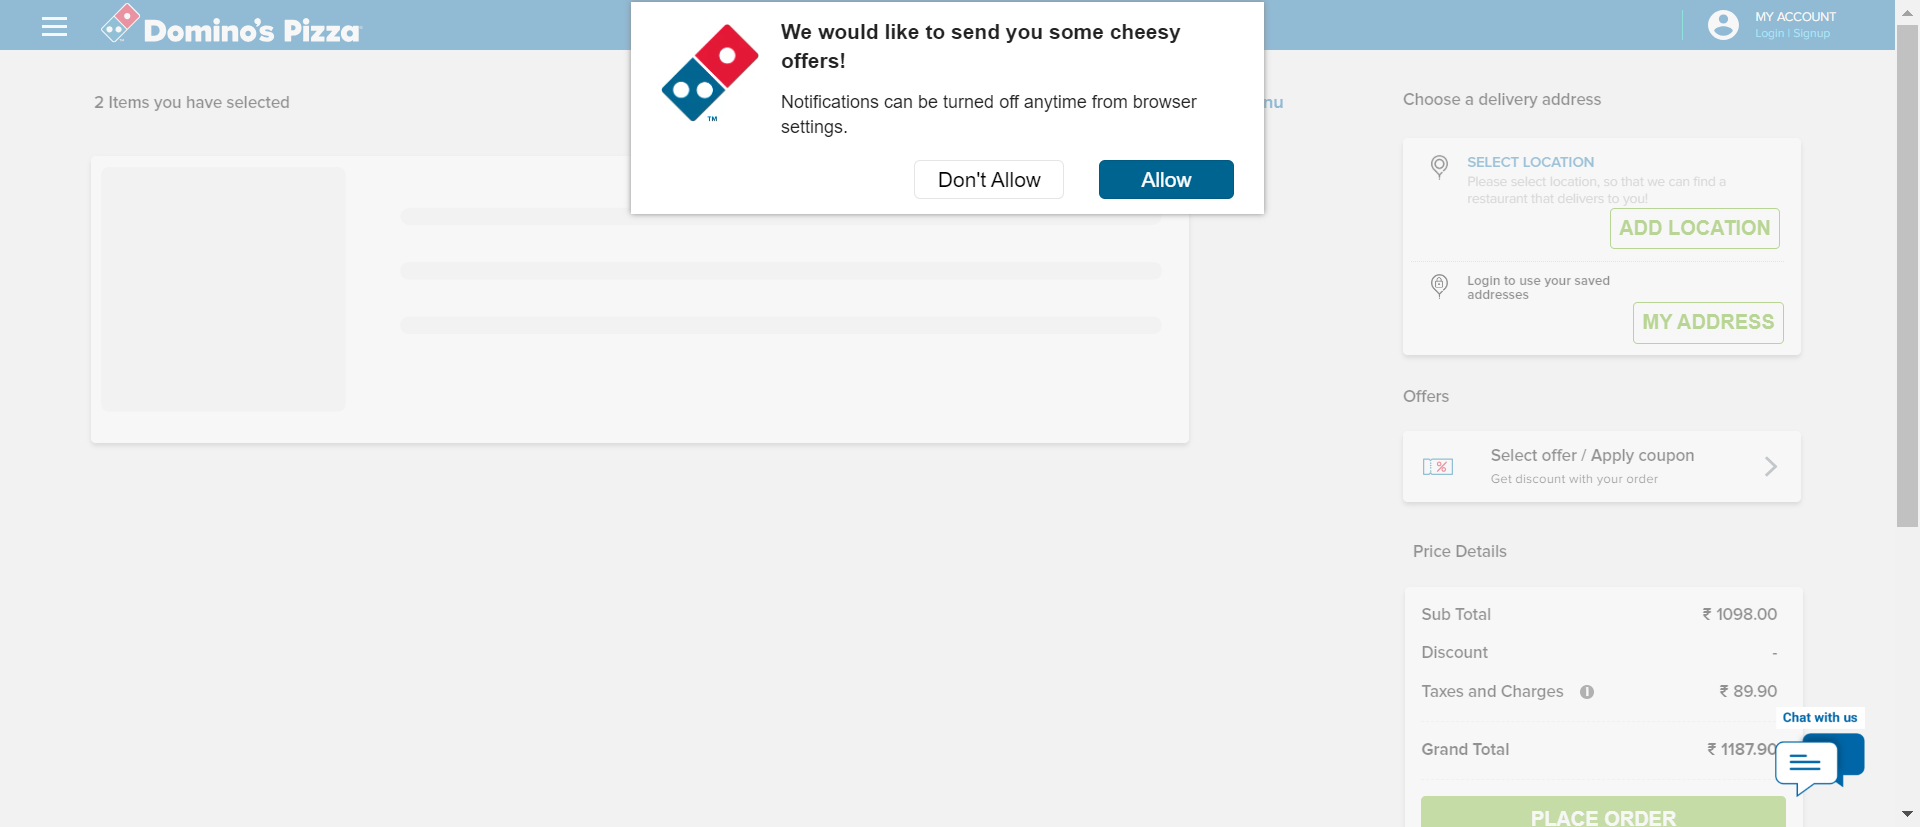 Domino's Pizza
We would like to send you some cheesy
offers!
Notifications can be turned off anytime from browser
settings.
Don't Allow
Allow
TM
MY ACCOUNT
Login | Signup
2 Items you have selected
nu
Choose a delivery address
SELECT LOCATION
Please select location, so that we can find a
restaurant that delivers to you!
ADD LOCATION
Login to use your saved
addresses
MY ADDRESS
Offers
%
Select offer / Apply coupon
Get discount with your order
Price Details
Sub Total ₹ 1098.00
Discount -
Taxes and Charges ₹ 89.90
Chat with us
Grand Total ₹ 1187.90
PLACE ORDER